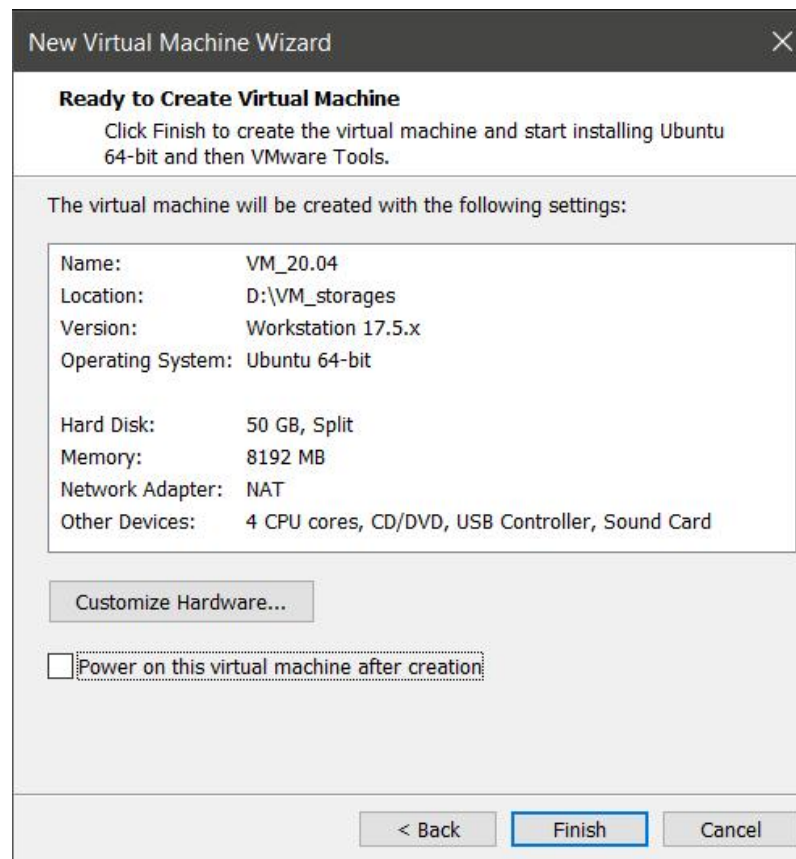 New Virtual Machine Wizard
Ready to Create Virtual Machine
Click Finish to create the virtual machine and start installing Ubuntu
64-bit and then VMware Tools.
The virtual machine will be created with the following settings:
Name: VM_20.04
Location: D:\VM_storages
Version: Workstation 17.5.x
Operating System: Ubuntu 64-bit
Hard Disk: 50 GB, Split
Memory: 8192 MB
Network Adapter: NAT
Other Devices: 4 CPU cores, CD/DVD, USB Controller, Sound Card
Customize Hardware...
Power on this virtual machine after creation
< Back Finish Cancel